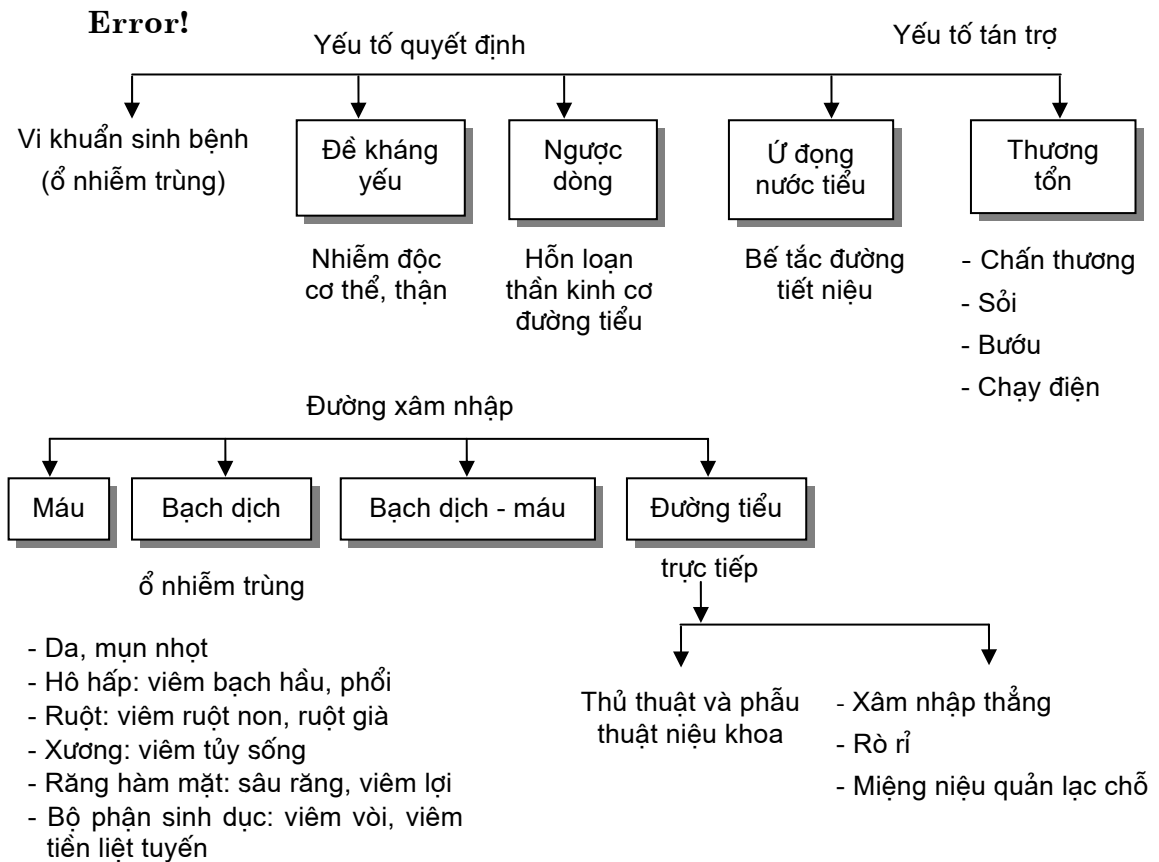 Error!
Yếu tố quyết định
Yếu tố tán trợ
Vi khuẩn sinh bệnh
(ổ nhiễm trùng)
Đề kháng
yếu
Ngược
dòng
Ứ đọng
nước tiểu
Thương
tổn
Nhiễm độc
cơ thể, thận
Hỗn loạn
thần kinh cơ
đường tiểu
Bế tắc đường
tiết niệu
- Chấn thương
- Sỏi
- Bướu
- Chạy điện
Đường xâm nhập
Máu
Bạch dịch
Bạch dịch - máu
Đường tiểu
ổ nhiễm trùng
trực tiếp
- Da, mụn nhọt
- Hô hấp: viêm bạch hầu, phổi
- Ruột: viêm ruột non, ruột già
- Xương: viêm tủy sống
- Răng hàm mặt: sâu răng, viêm lợi
- Bộ phận sinh dục: viêm vòi, viêm
tiền liệt tuyến
Thủ thuật và phẫu
thuật niệu khoa
- Xâm nhập thẳng
- Rò rỉ
- Miệng niệu quản lạc chỗ